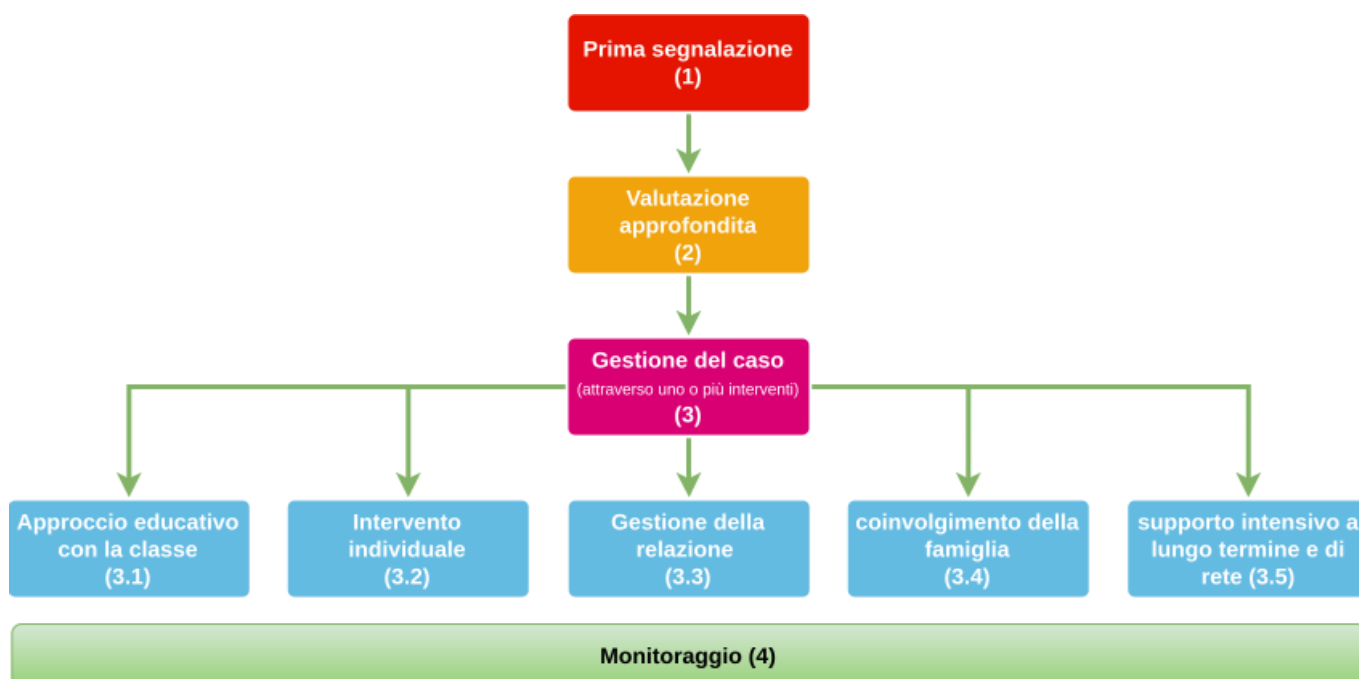 Prima segnalazione
(1)
Valutazione
approfondita
(2)
Gestione del caso
(attraverso uno o più interventi)
(3)
Approccio educativo
con la classe
(3.1)
Intervento
individuale
(3.2)
Gestione della
relazione
(3.3)
coinvolgimento della
famiglia
(3.4)
supporto intensivo a
lungo termine e di
rete (3.5)
Monitoraggio (4)